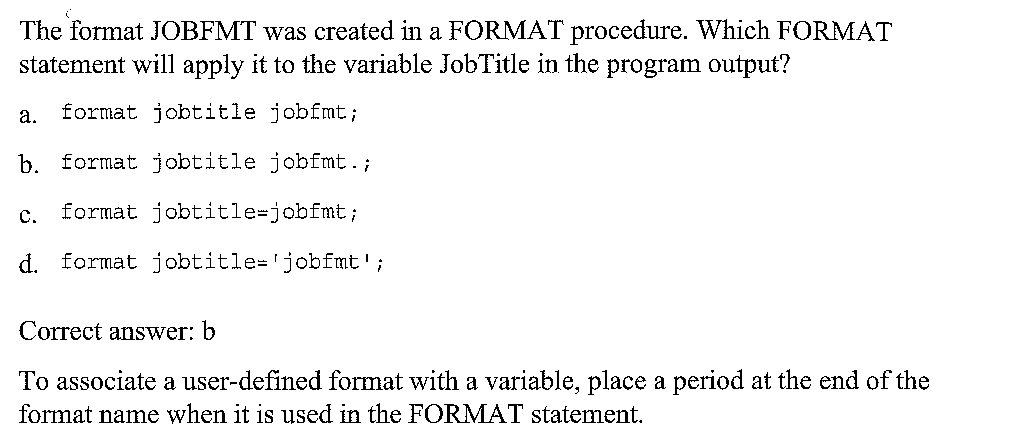 The format JOBFMT was created in a FORMAT procedure. Which FORMAT
statement will apply it to the variable JobTitle in the program output?
a. format jobtitle jobfmt;
b. format jobtitle jobfmt.;
c. format jobtitle=jobfmt;
d. format jobtitle='jobfmt';
Correct answer: b
To associate a user-defined format with a variable, place a period at the end of the
format name when it is used in the FORMAT statement.